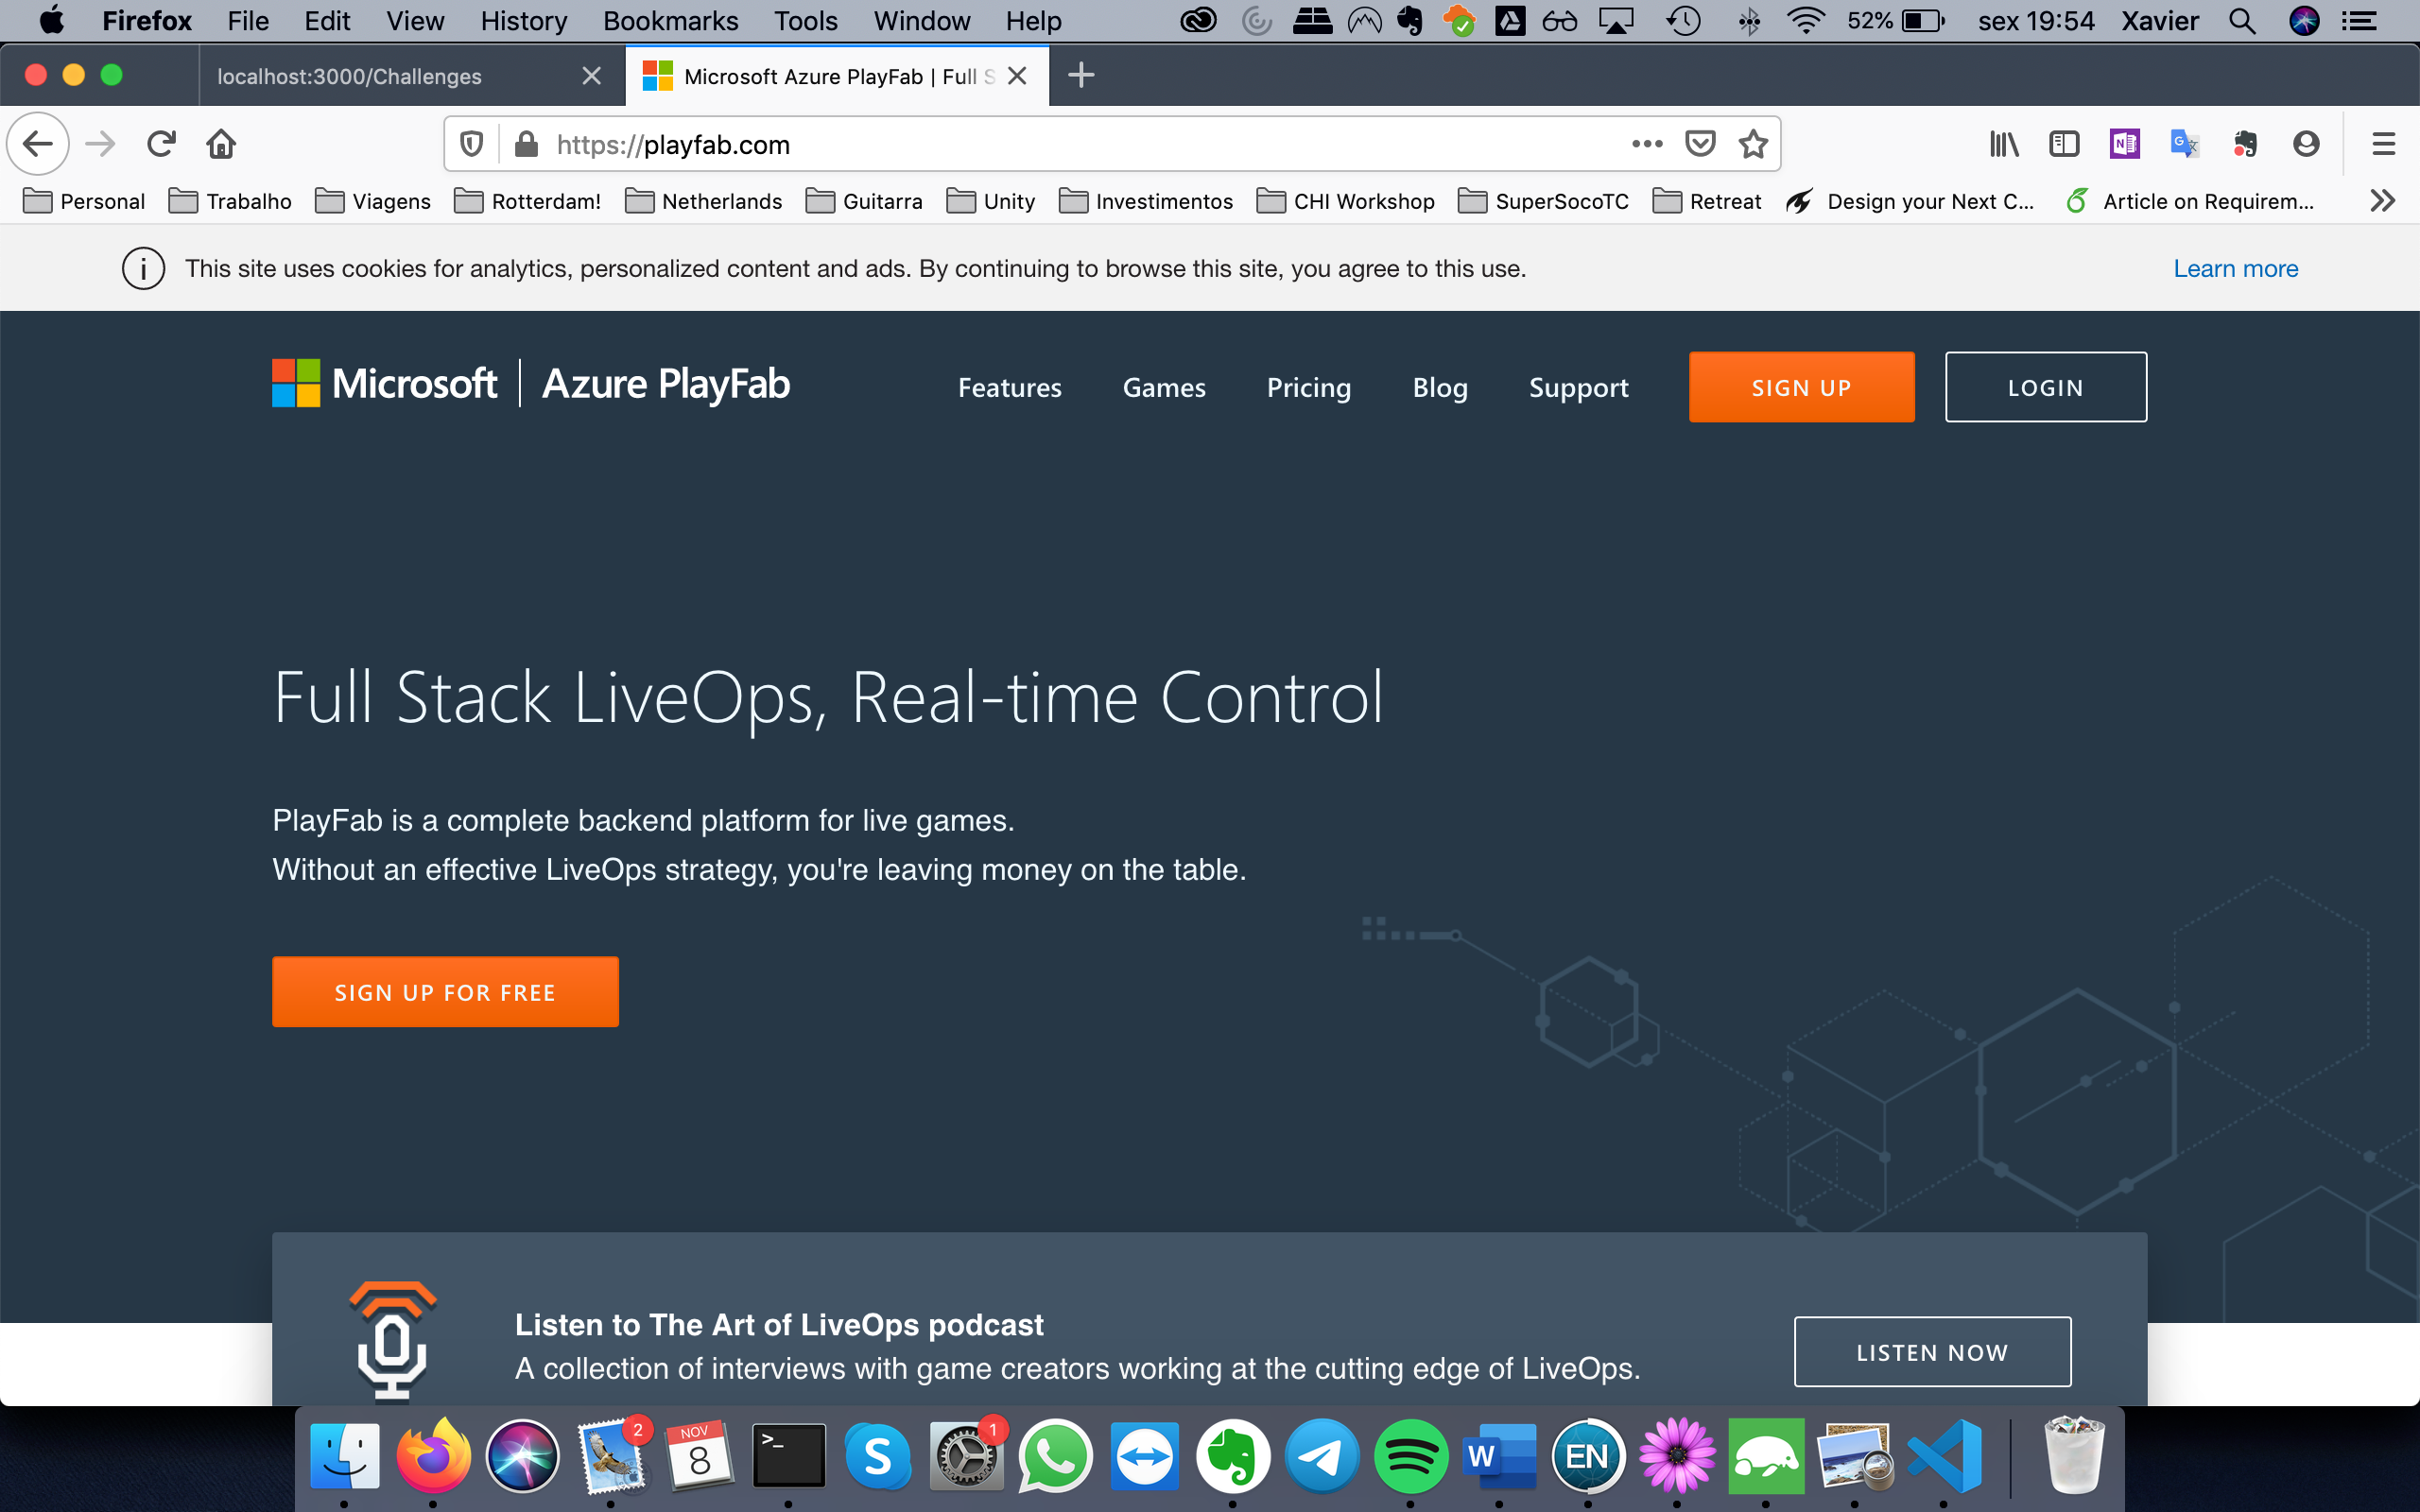 Firefox File Edit View History Bookmarks Tools Window Help 52% sex 19:54 Xavier
localhost:3000/Challenges Microsoft Azure PlayFab | Full S
https://playfab.com
Personal Trabalho Viagens Rotterdam! Netherlands Guitarra Unity Investimentos CHI Workshop SuperSocoTC Retreat Design your Next C... Article on Requirem...
This site uses cookies for analytics, personalized content and ads. By continuing to browse this site, you agree to this use. Learn more
Microsoft | Azure PlayFab Features Games Pricing Blog Support SIGN UP LOGIN
Full Stack LiveOps, Real-time Control
PlayFab is a complete backend platform for live games.
Without an effective LiveOps strategy, you're leaving money on the table.
SIGN UP FOR FREE
Listen to The Art of LiveOps podcast
A collection of interviews with game creators working at the cutting edge of LiveOps.
LISTEN NOW
2 NOV 8 >_ S 1 W EN